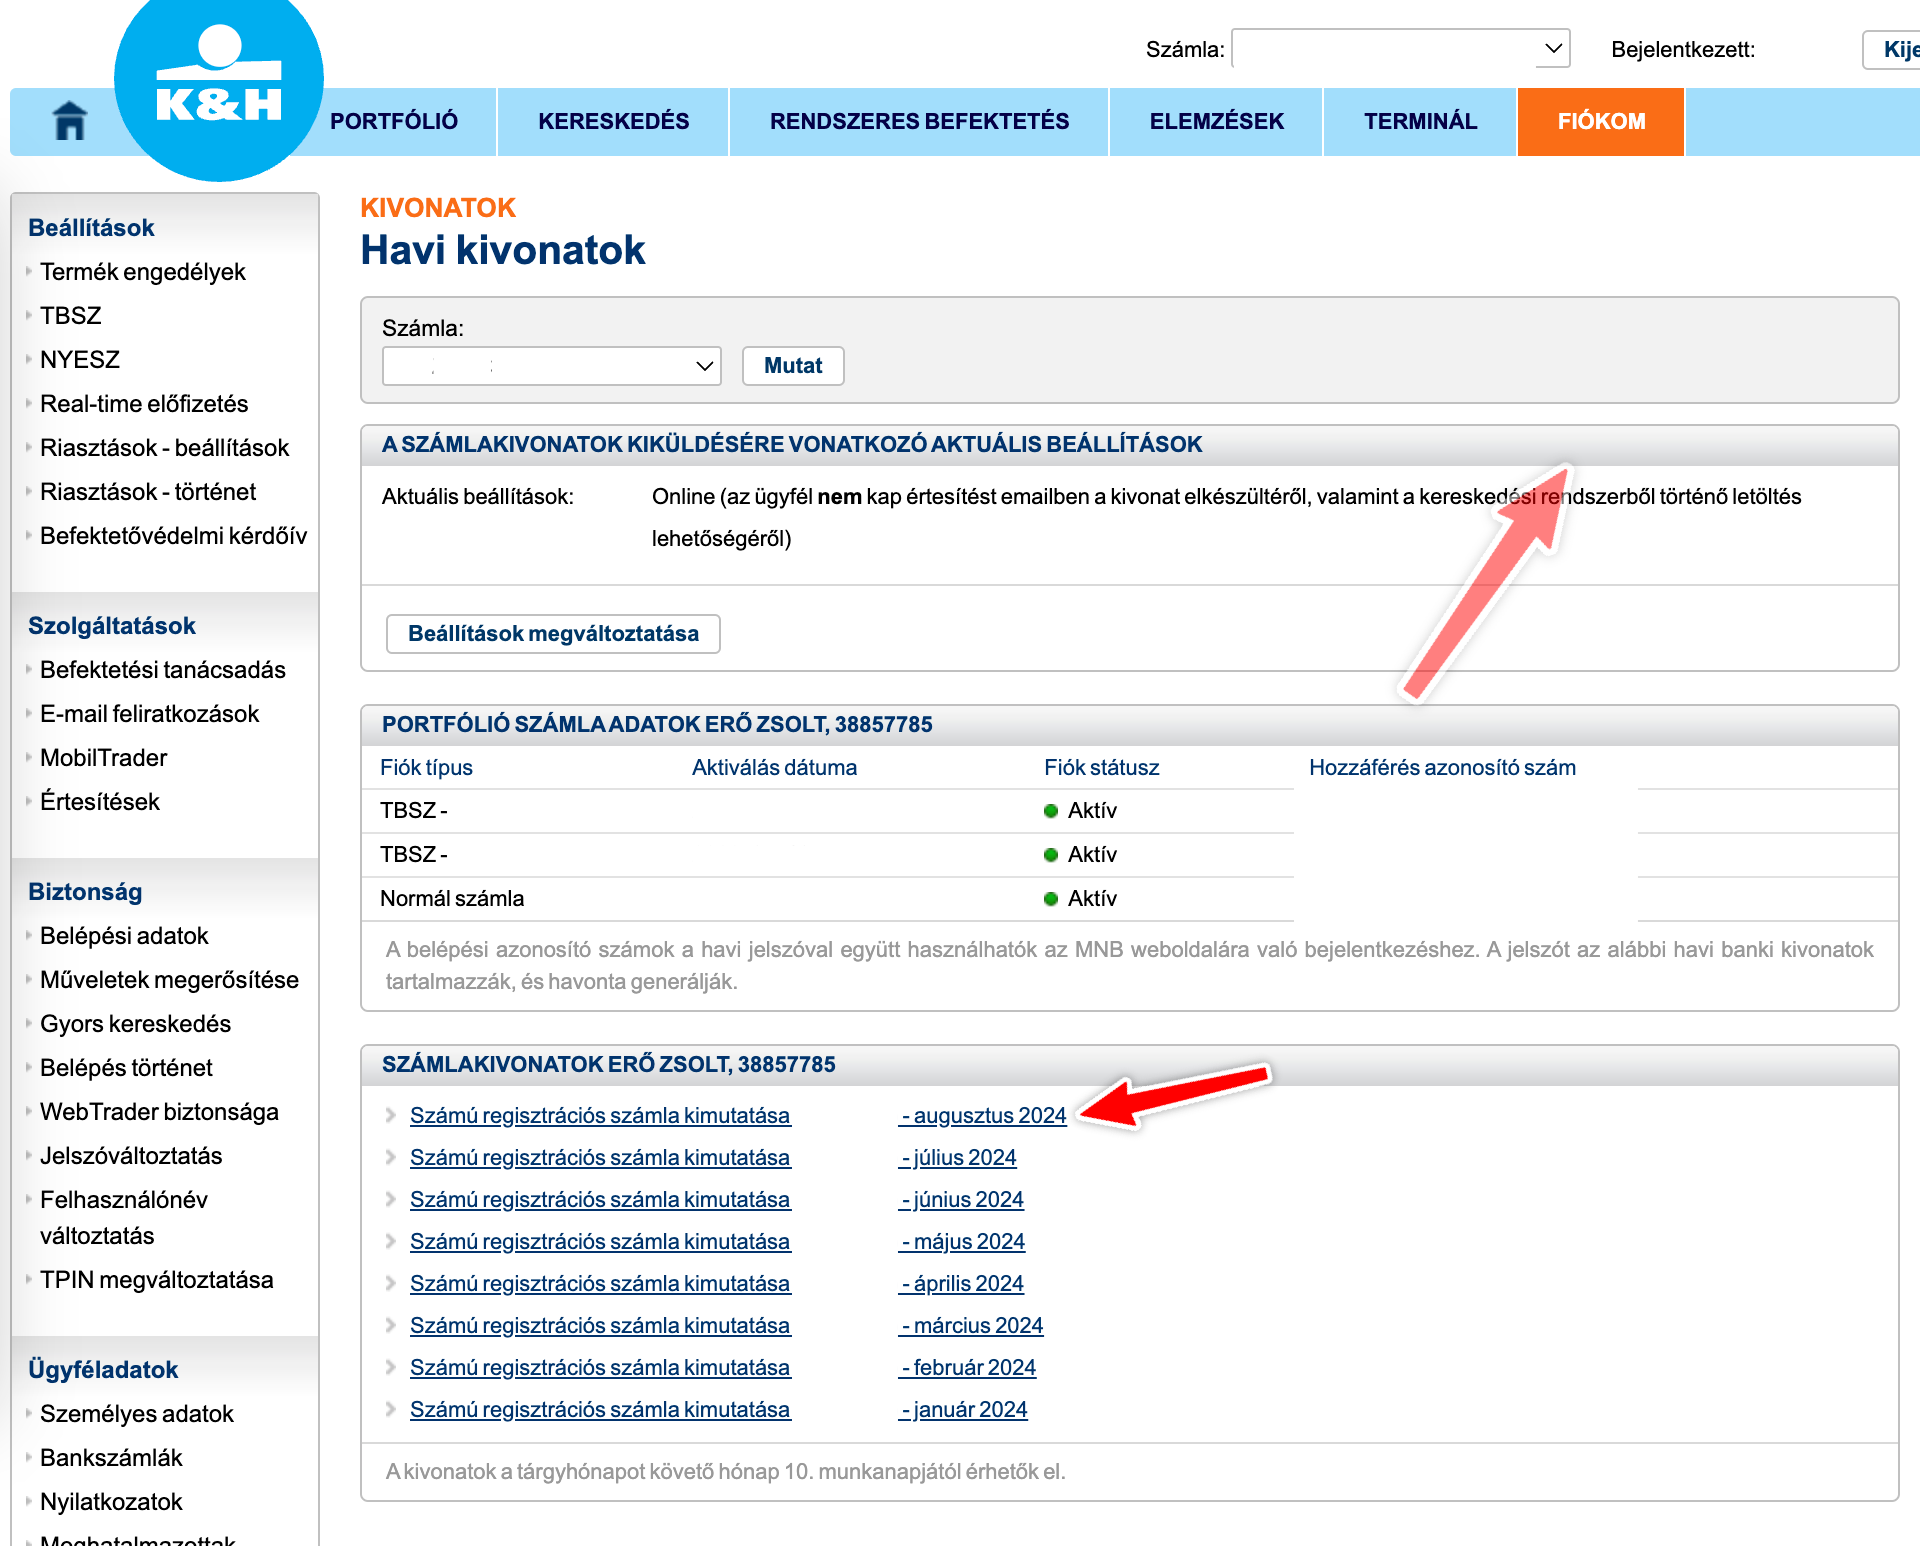 K&H
Számla:
Bejelentkezett:
Kije
PORTFÓLIÓ
KERESKEDÉS
RENDSZERES BEFEKTETÉS
ELEMZÉSEK
TERMINÁL
FIÓKOM
Beállítások
Termék engedélyek
TBSZ
NYESZ
Real-time előfizetés
Riasztások - beállítások
Riasztások - történet
Befektetővédelmi kérdőív
Szolgáltatások
Befektetési tanácsadás
E-mail feliratkozások
MobilTrader
Értesítések
Biztonság
Belépési adatok
Műveletek megerősítése
Gyors kereskedés
Belépés történet
WebTrader biztonsága
Jelszóváltoztatás
Felhasználónév
változtatás
TPIN megváltoztatása
Ügyféladatok
Személyes adatok
Bankszámlák
Nyilatkozatok
Meghatalmazottak
KIVONATOK
Havi kivonatok
Számla:
Mutat
A SZÁMLAKIVONATOK KIKÜLDÉSÉRE VONATKOZÓ AKTUÁLIS BEÁLLÍTÁSOK
Aktuális beállítások: Online (az ügyfél nem kap értesítést emailben a kivonat elkészültéről, valamint a kereskedési rendszerből történő letöltés
lehetőségéről)
Beállítások megváltoztatása
PORTFÓLIÓ SZÁMLA ADATOK ERŐ ZSOLT, 38857785
Fiók típus Aktiválás dátuma Fiók státusz Hozzáférés azonosító szám
TBSZ - Aktív
TBSZ - Aktív
Normál számla Aktív
A belépési azonosító számok a havi jelszóval együtt használhatók az MNB weboldalára való bejelentkezéshez. A jelszót az alábbi havi banki kivonatok
tartalmazzák, és havonta generálják.
SZÁMLAKIVONATOK ERŐ ZSOLT, 38857785
Számú regisztrációs számla kimutatása - augusztus 2024
Számú regisztrációs számla kimutatása - július 2024
Számú regisztrációs számla kimutatása - június 2024
Számú regisztrációs számla kimutatása - május 2024
Számú regisztrációs számla kimutatása - április 2024
Számú regisztrációs számla kimutatása - március 2024
Számú regisztrációs számla kimutatása - február 2024
Számú regisztrációs számla kimutatása - január 2024
A kivonatok a tárgyhónapot követő hónap 10. munkanapjától érhetők el.